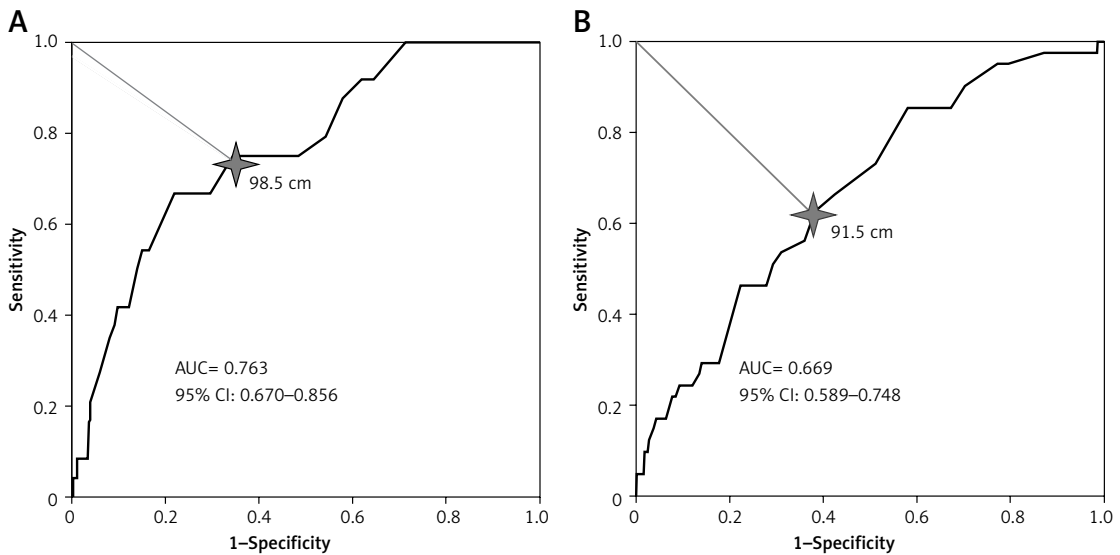 A
1.0
0.8
0.6
0.4
0.2
0
Sensitivity
98.5 cm
AUC= 0.763
95% CI: 0.670–0.856
0 0.2 0.4 0.6 0.8 1.0
1–Specificity
B
1.0
0.8
0.6
0.4
0.2
0
Sensitivity
91.5 cm
AUC= 0.669
95% CI: 0.589–0.748
0 0.2 0.4 0.6 0.8 1.0
1–Specificity